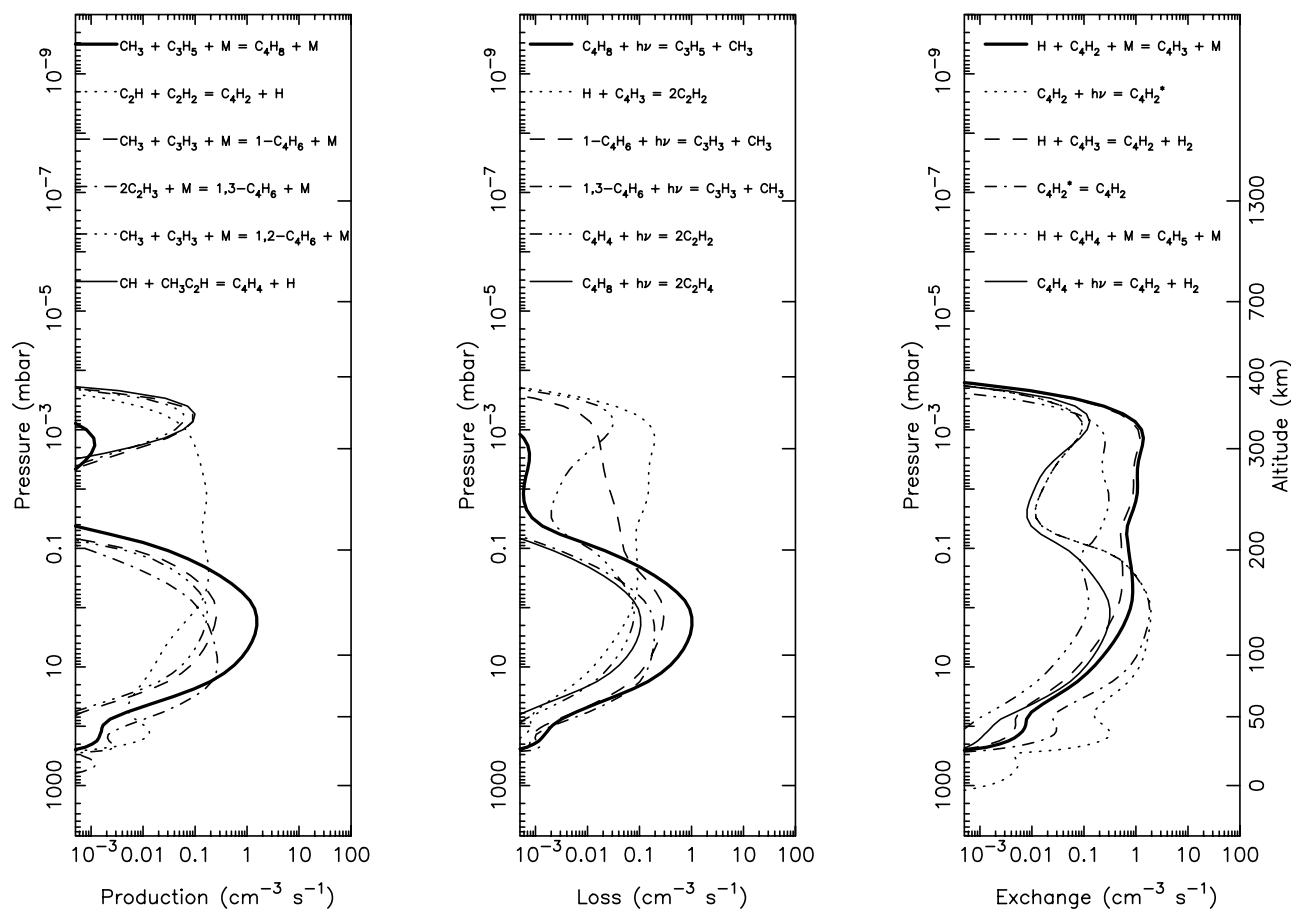 CH₃ + C₃H₅ + M = C₄H₈ + M
C₂H + C₂H₂ = C₄H₂ + H
CH₃ + C₃H₃ + M = 1−C₄H₆ + M
2C₂H₃ + M = 1,3−C₄H₆ + M
CH₃ + C₃H₃ + M = 1,2−C₄H₆ + M
CH + CH₃C₂H = C₄H₄ + H
Pressure (mbar)
10⁻⁹
10⁻⁷
10⁻⁵
10⁻³
0.1
10
1000
10⁻³ 0.01 0.1 1 10 100
Production (cm⁻³ s⁻¹)
C₄H₈ + hν = C₃H₅ + CH₃
H + C₄H₃ = 2C₂H₂
1−C₄H₆ + hν = C₃H₃ + CH₃
1,3−C₄H₆ + hν = C₃H₃ + CH₃
C₄H₄ + hν = 2C₂H₂
C₄H₈ + hν = 2C₂H₄
Pressure (mbar)
10⁻⁹
10⁻⁷
10⁻⁵
10⁻³
0.1
10
1000
10⁻³ 0.01 0.1 1 10 100
Loss (cm⁻³ s⁻¹)
H + C₄H₂ + M = C₄H₃ + M
C₄H₂ + hν = C₄H₂*
H + C₄H₃ = C₄H₂ + H₂
C₄H₂* = C₄H₂
H + C₄H₄ + M = C₄H₅ + M
C₄H₄ + hν = C₄H₂ + H₂
Pressure (mbar)
10⁻⁹
10⁻⁷
10⁻⁵
10⁻³
0.1
10
1000
10⁻³ 0.01 0.1 1 10 100
Exchange (cm⁻³ s⁻¹)
1300
700
400
300
200
100
50
0
Altitude (km)